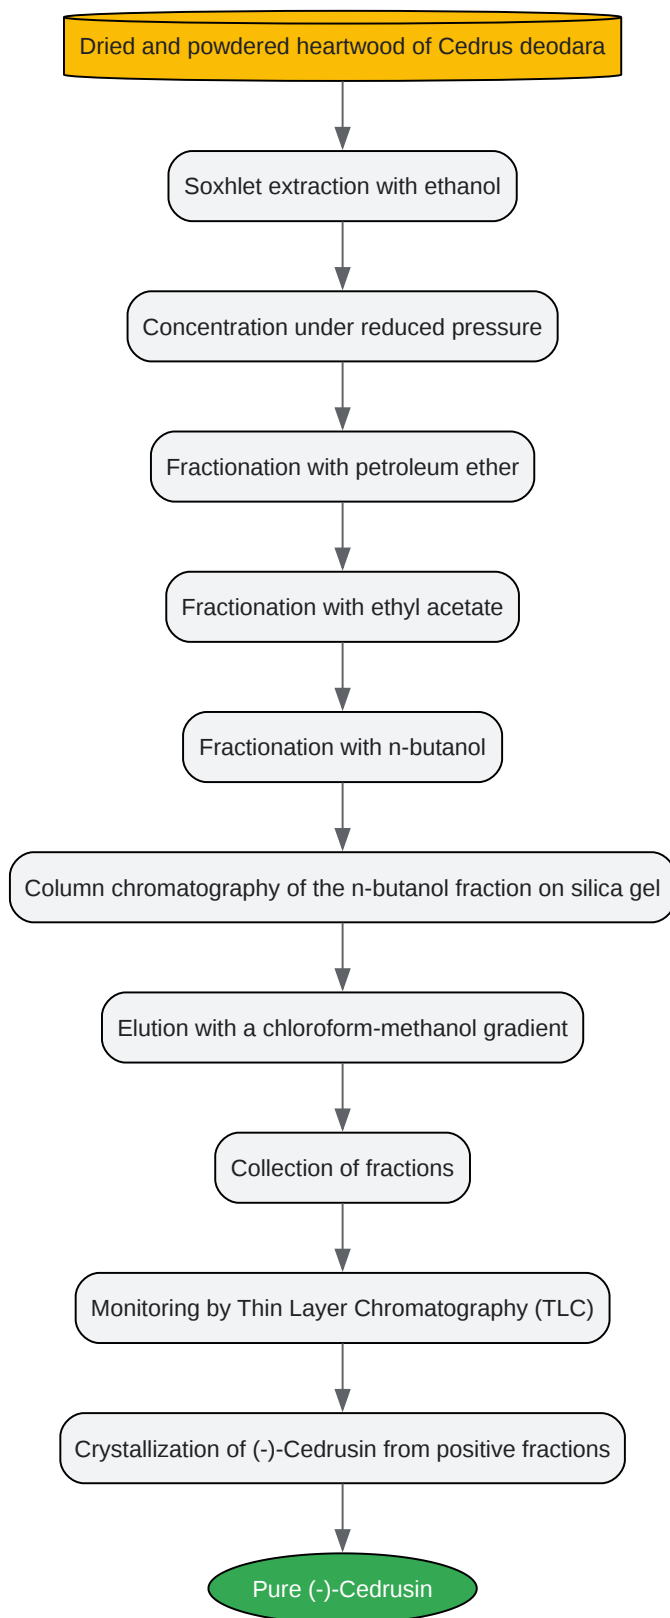 Dried and powdered heartwood of Cedrus deodara
Soxhlet extraction with ethanol
Concentration under reduced pressure
Fractionation with petroleum ether
Fractionation with ethyl acetate
Fractionation with n-butanol
Column chromatography of the n-butanol fraction on silica gel
Elution with a chloroform-methanol gradient
Collection of fractions
Monitoring by Thin Layer Chromatography (TLC)
Crystallization of (-)-Cedrusin from positive fractions
Pure (-)-Cedrusin